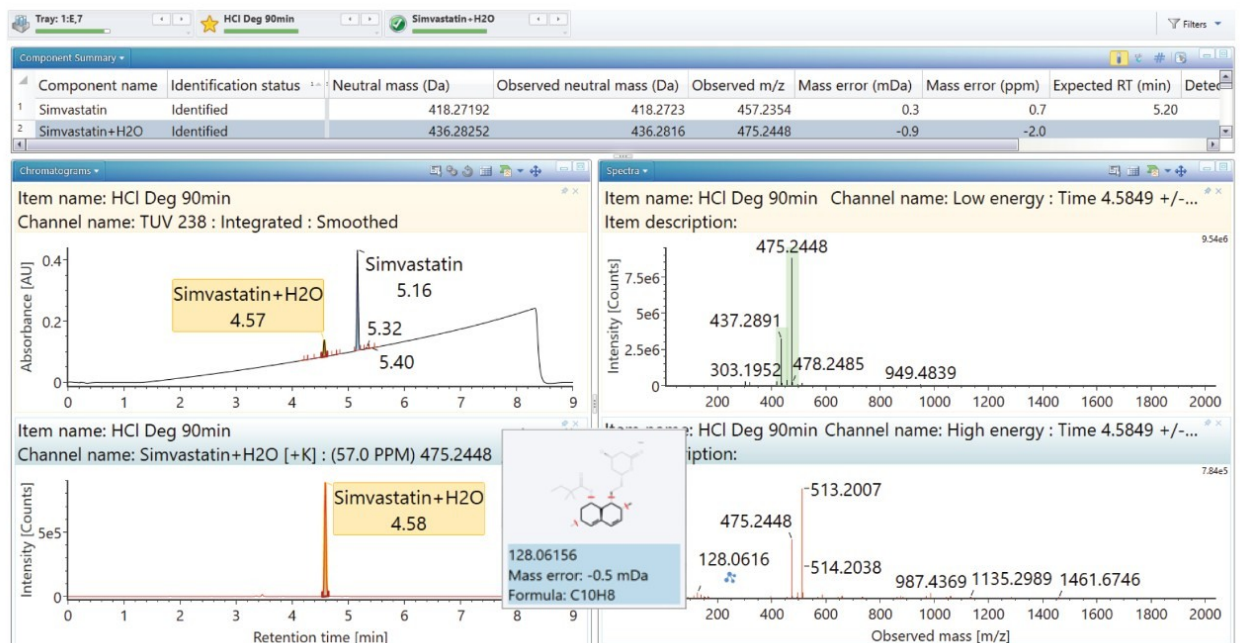 Tray: 1:E,7
HCl Deg 90min
Simvastatin+H2O
Filters
Component Summary
Component name Identification status Neutral mass (Da) Observed neutral mass (Da) Observed m/z Mass error (mDa) Mass error (ppm) Expected RT (min) Detec
1 Simvastatin Identified 418.27192 418.2723 457.2354 0.3 0.7 5.20
2 Simvastatin+H2O Identified 436.28252 436.2816 475.2448 -0.9 -2.0
Chromatograms
Item name: HCl Deg 90min
Channel name: TUV 238 : Integrated : Smoothed
Absorbance [AU]
0.4
0.2
0
Simvastatin+H2O
4.57
Simvastatin
5.16
5.32
5.40
0 1 2 3 4 5 6 7 8 9
Item name: HCl Deg 90min
Channel name: Simvastatin+H2O [+K] : (57.0 PPM) 475.2448
Intensity [Counts]
5e5
0
Simvastatin+H2O
4.58
0 1 2 3 4 5 6 7 8 9
Retention time [min]
Spectra
Item name: HCl Deg 90min Channel name: Low energy : Time 4.5849 +/-...
Item description:
9.54e6
Intensity [Counts]
7.5e6
5e6
2.5e6
0
475.2448
437.2891
303.1952
478.2485
949.4839
200 400 600 800 1000 1200 1400 1600 1800 2000
Item name: HCl Deg 90min Channel name: High energy : Time 4.5849 +/-...
ription:
7.84e5
513.2007
475.2448
128.0616
514.2038
987.4369
1135.2989
1461.6746
200 400 600 800 1000 1200 1400 1600 1800 2000
Observed mass [m/z]
128.06156
Mass error: -0.5 mDa
Formula: C10H8